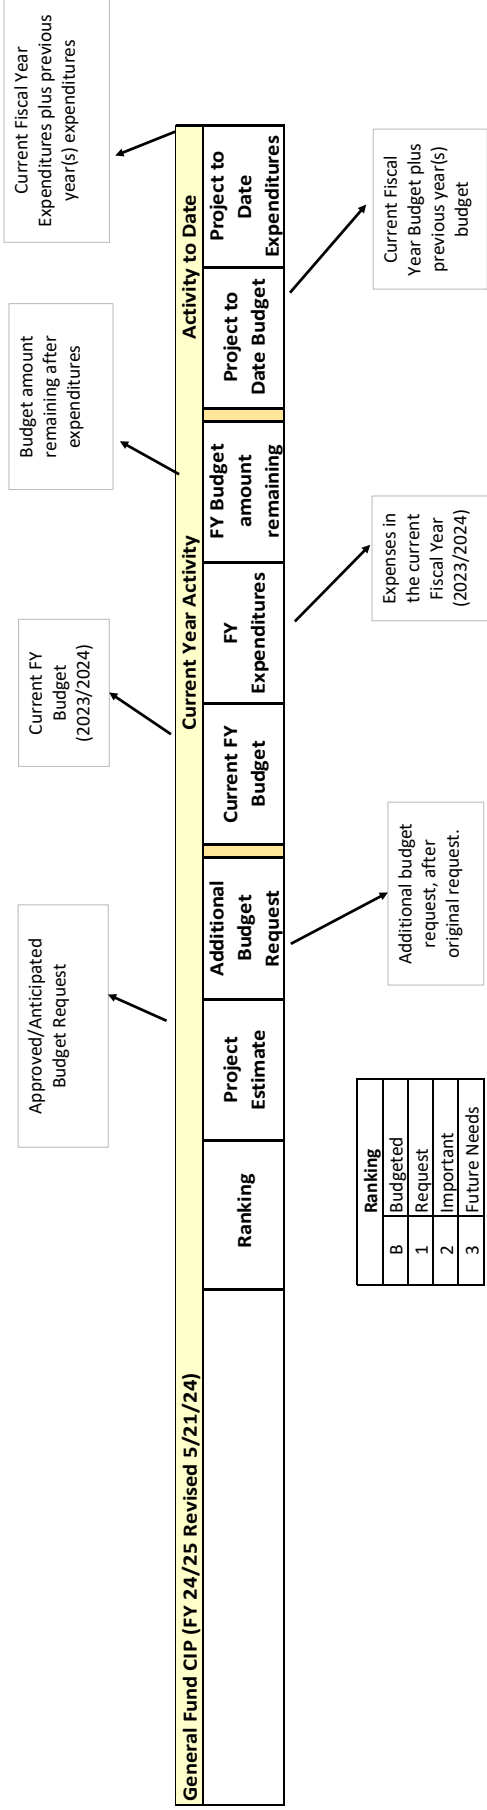 Approved/Anticipated
Budget Request
Current FY
Budget
(2023/2024)
Budget amount
remaining after
expenditures
Current Fiscal Year
Expenditures plus previous
year(s) expenditures
General Fund CIP (FY 24/25 Revised 5/21/24)
Current Year Activity
Activity to Date
Ranking
Project
Estimate
Additional
Budget
Request
Current FY
Budget
FY
Expenditures
FY Budget
amount
remaining
Project to
Date Budget
Project to
Date
Expenditures
Ranking
B Budgeted
1 Request
2 Important
3 Future Needs
Additional budget
request, after
original request.
Expenses in
the current
Fiscal Year
(2023/2024)
Current Fiscal
Year Budget plus
previous year(s)
budget